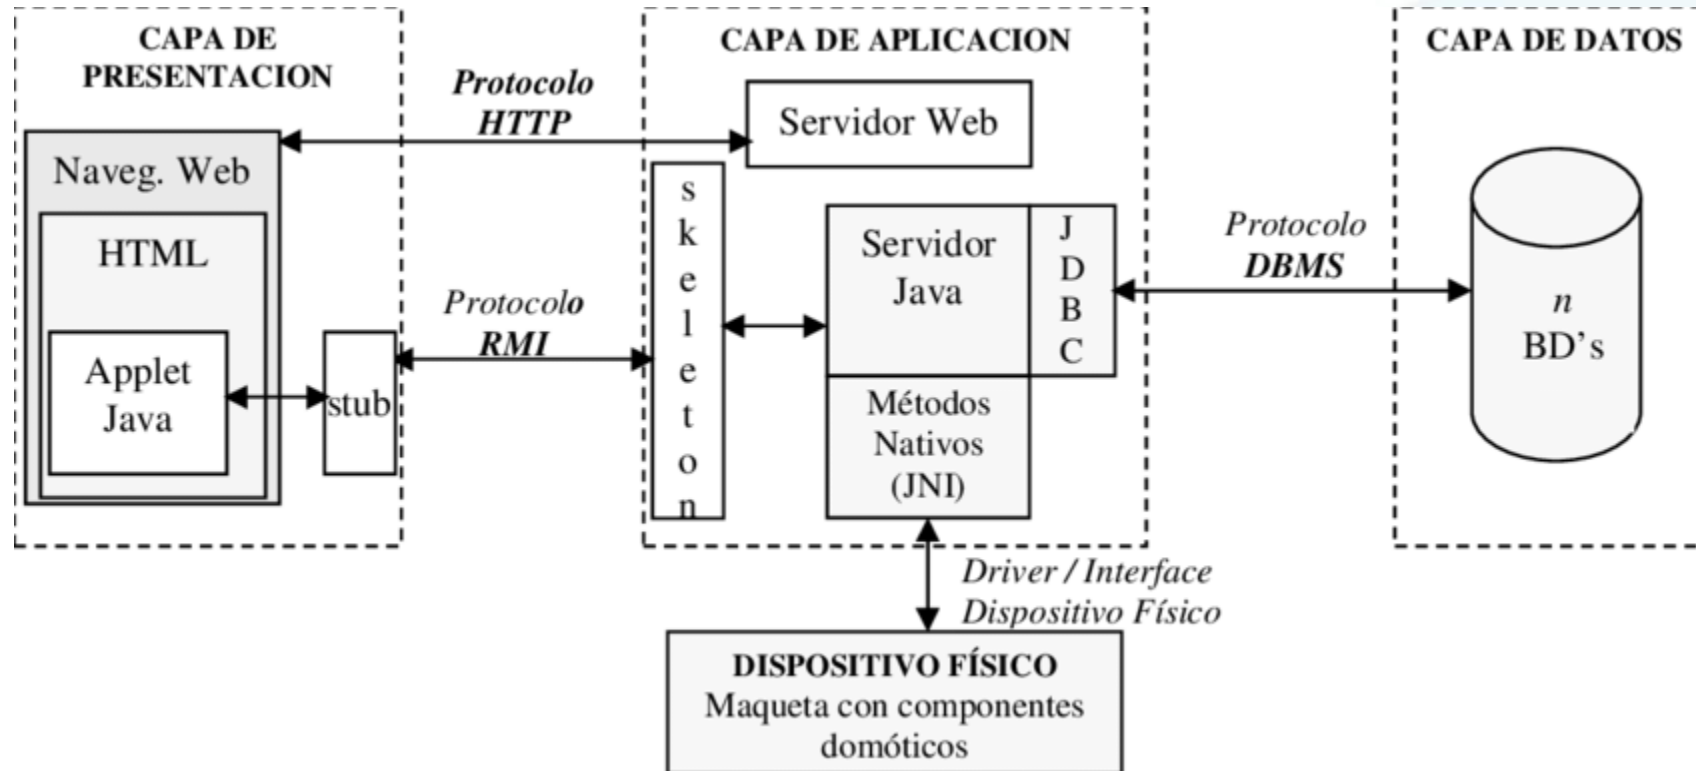 CAPA DE
PRESENTACION
Naveg. Web
HTML
Applet
Java
stub
Protocolo
HTTP
Protocolo
RMI
CAPA DE APLICACION
Servidor Web
s
k
e
l
e
t
o
n
Servidor
Java
J
D
B
C
Métodos
Nativos
(JNI)
Protocolo
DBMS
CAPA DE DATOS
n
BD’s
Driver / Interface
Dispositivo Físico
DISPOSITIVO FÍSICO
Maqueta con componentes
domóticos